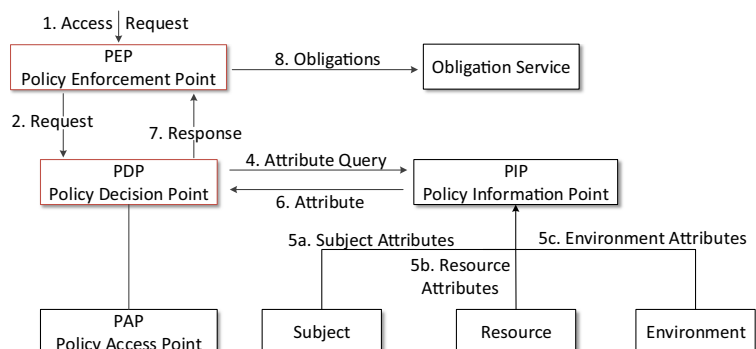 1. Access Request
PEP
Policy Enforcement Point
8. Obligations
Obligation Service
2. Request
7. Response
PDP
Policy Decision Point
4. Attribute Query
6. Attribute
PIP
Policy Information Point
5a. Subject Attributes
5b. Resource
Attributes
5c. Environment Attributes
PAP
Policy Access Point
Subject
Resource
Environment